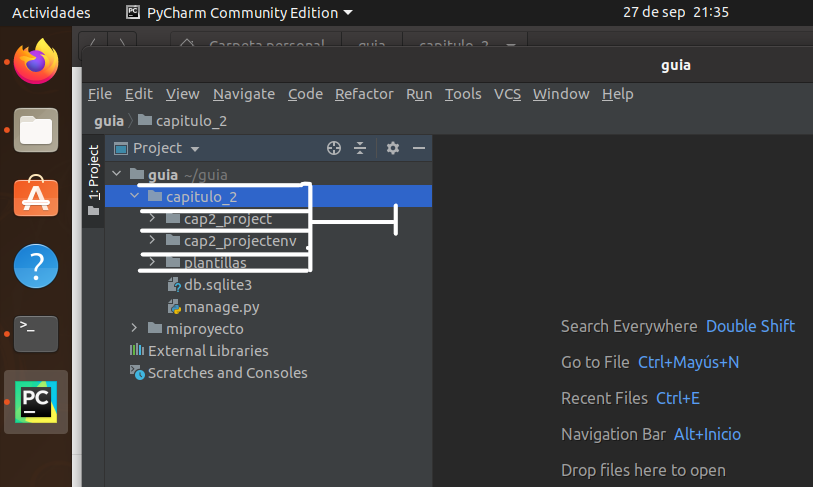 Actividades PyCharm Community Edition 27 de sep 21:35
Carpeta personal guia capitulo_2
guia
File Edit View Navigate Code Refactor Run Tools VCS Window Help
guia capitulo_2
1: Project
Project
guia ~/guia
capitulo_2
cap2_project
cap2_projectenv
plantillas
db.sqlite3
manage.py
miproyecto
External Libraries
Scratches and Consoles
Search Everywhere Double Shift
Go to File Ctrl+Mayús+N
Recent Files Ctrl+E
Navigation Bar Alt+Inicio
Drop files here to open
>_
PC